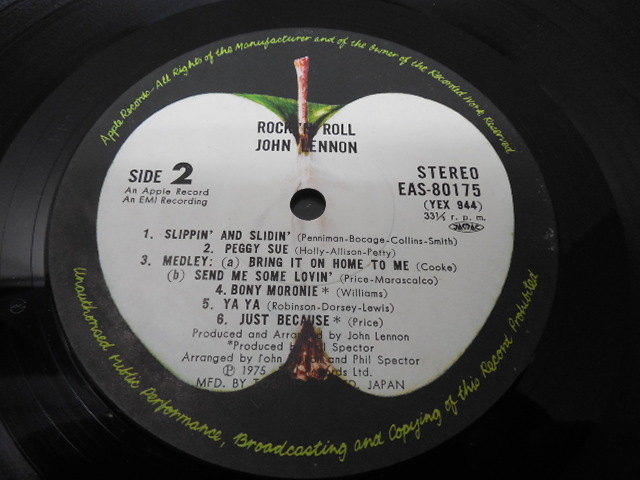 Apple Records-All Rights of the Manufacturer and of the Owner of the Recorded Work Reserved
ROCK ROLL
JOHN LENNON
SIDE 2
An Apple Record
An EMI Recording
STEREO
EAS-80175
(YEX 944)
33⅓ r. p. m.
1. SLIPPIN' AND SLIDIN' (Penniman-Bocage-Collins-Smith)
2. PEGGY SUE (Holly-Allison-Petty)
3. MEDLEY: (a) BRING IT ON HOME TO ME (Cooke)
(b) SEND ME SOME LOVIN' (Price-Marascalco)
4. BONY MORONIE * (Williams)
5. YA YA (Robinson-Dorsey-Lewis)
6. JUST BECAUSE * (Price)
Produced and Arranged by John Lennon
*Produced by Phil Spector
Arranged by John and Phil Spector
Ⓟ 1975 Records Ltd.
MFD. BY JAPAN
Unauthorised Public Performance, Broadcasting and Copying of this Record Prohibited